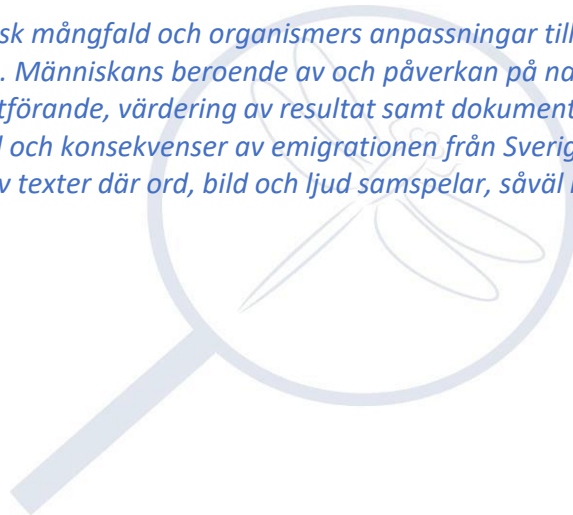 sk mångfald och organismers anpassningar till
. Människans beroende av och påverkan på na
tförande, värdering av resultat samt dokument
l och konsekvenser av emigrationen från Sverig
v texter där ord, bild och ljud samspelar, såväl